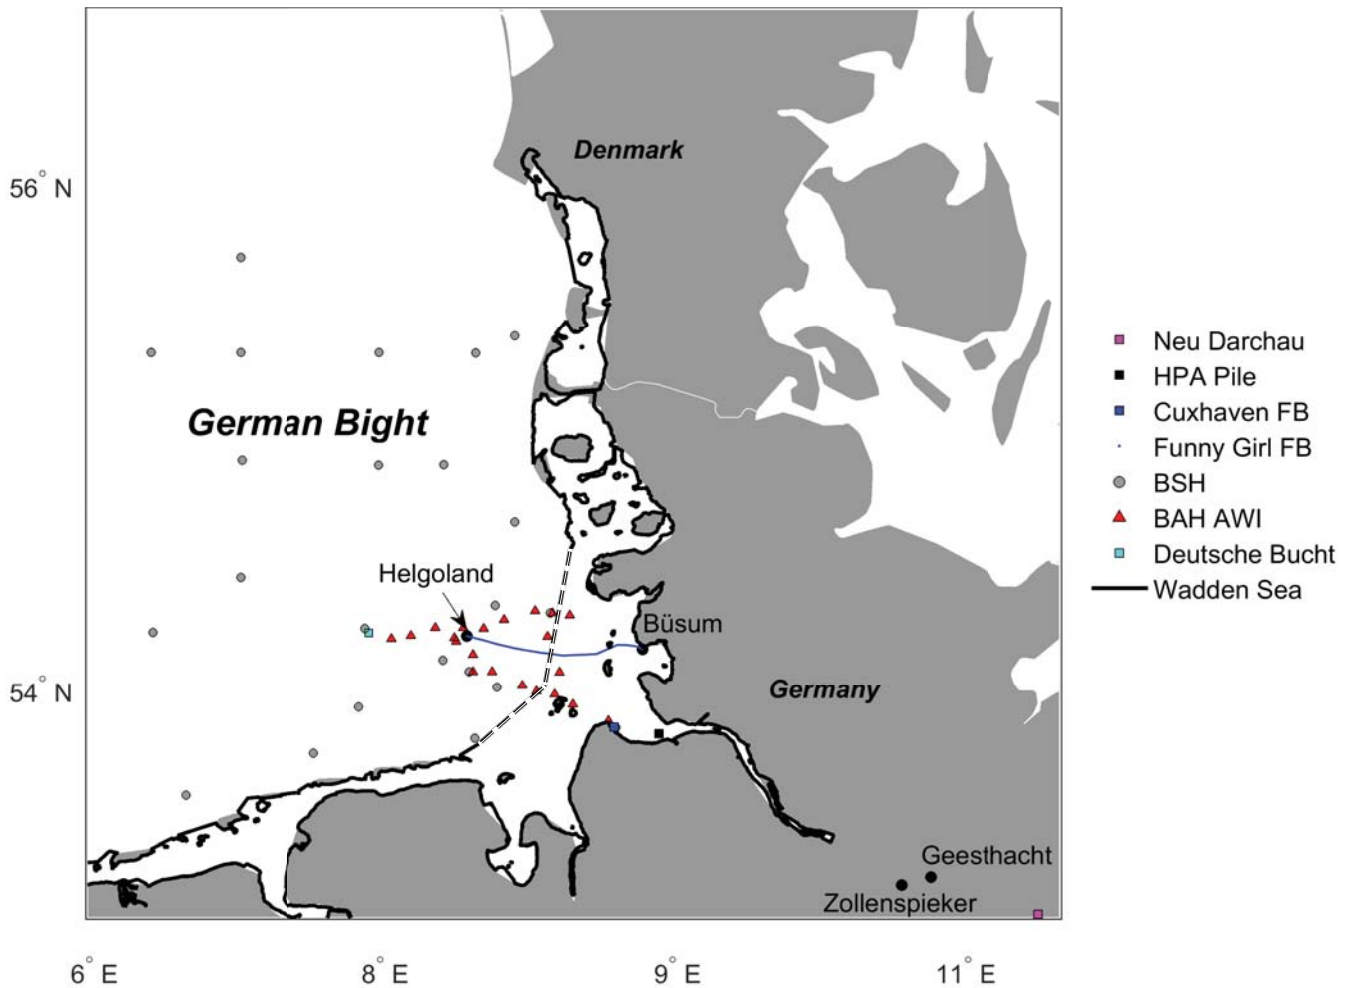 Denmark
56° N
German Bight
Helgoland
Büsum
54° N
Germany
Geesthacht
Zollenspieker
6° E
8° E
9° E
11° E
Neu Darchau
HPA Pile
Cuxhaven FB
Funny Girl FB
BSH
BAH AWI
Deutsche Bucht
Wadden Sea